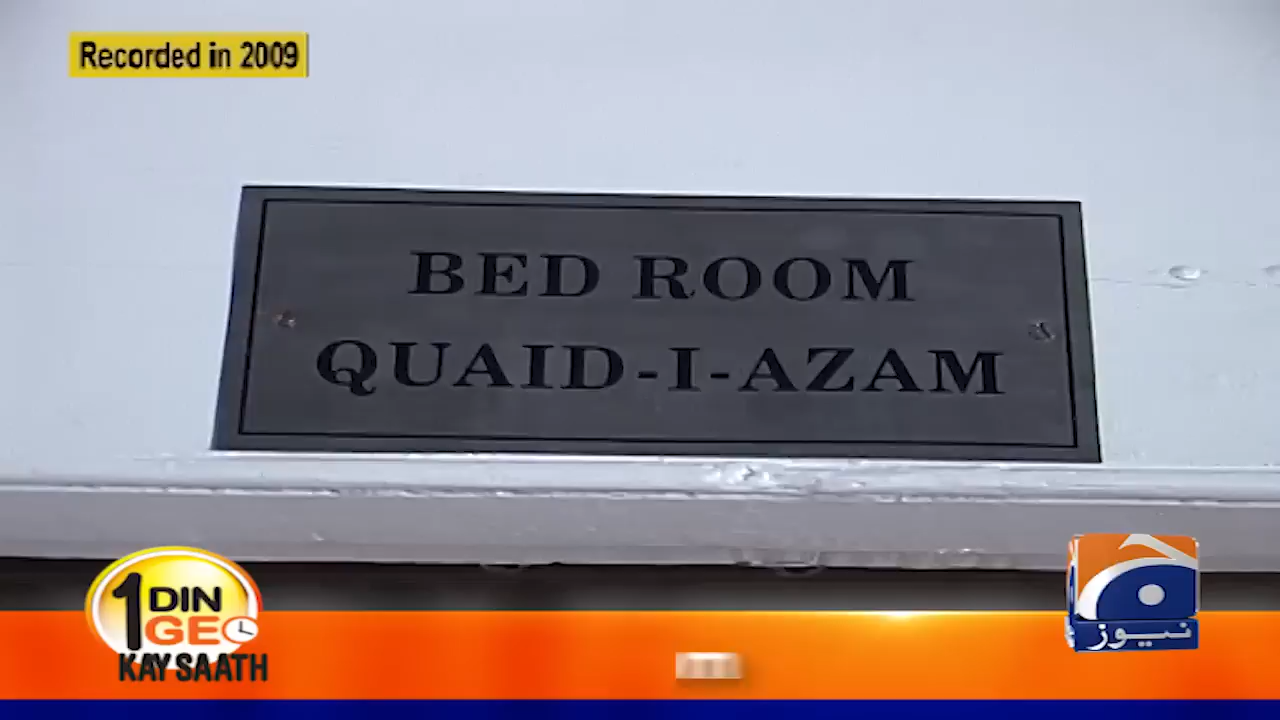 Recorded in 2009
BED ROOM
QUAID-I-AZAM
1 DIN
GEO
KAY SAATH
نیوز